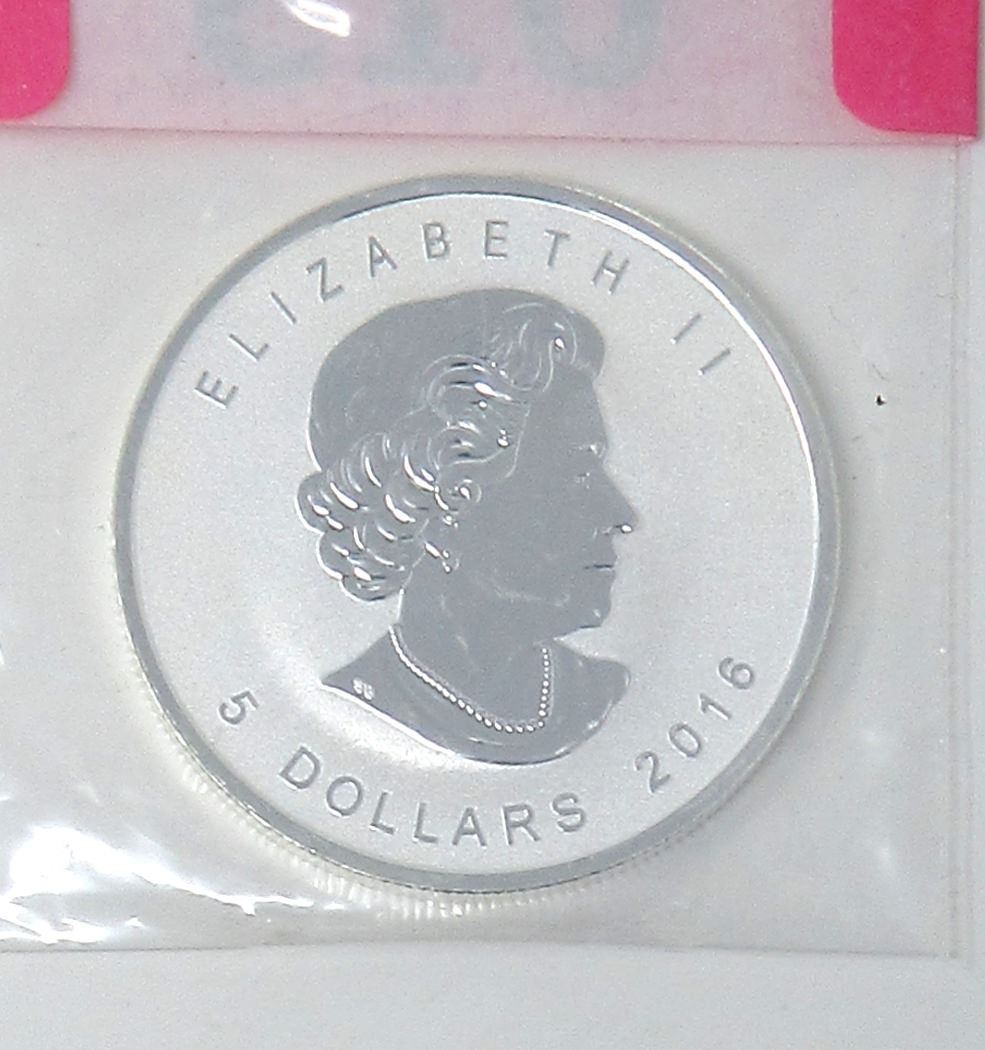 ELIZABETH II
5 DOLLARS 2016